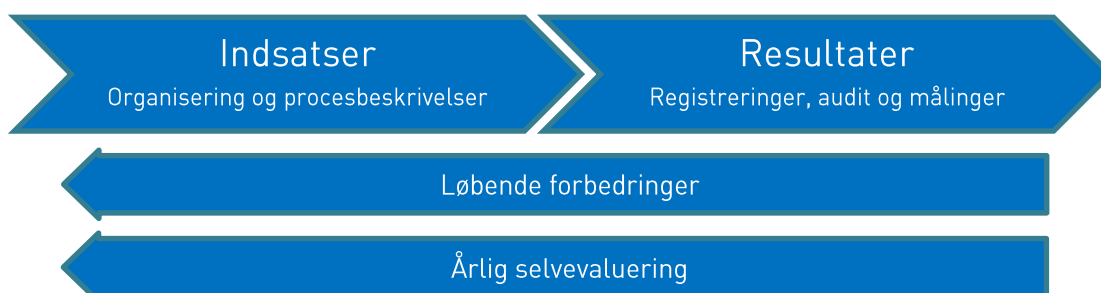 Indsatser
Organisering og procesbeskrivelser
Resultater
Registreringer, audit og målinger
Løbende forbedringer
Årlig selvevaluering